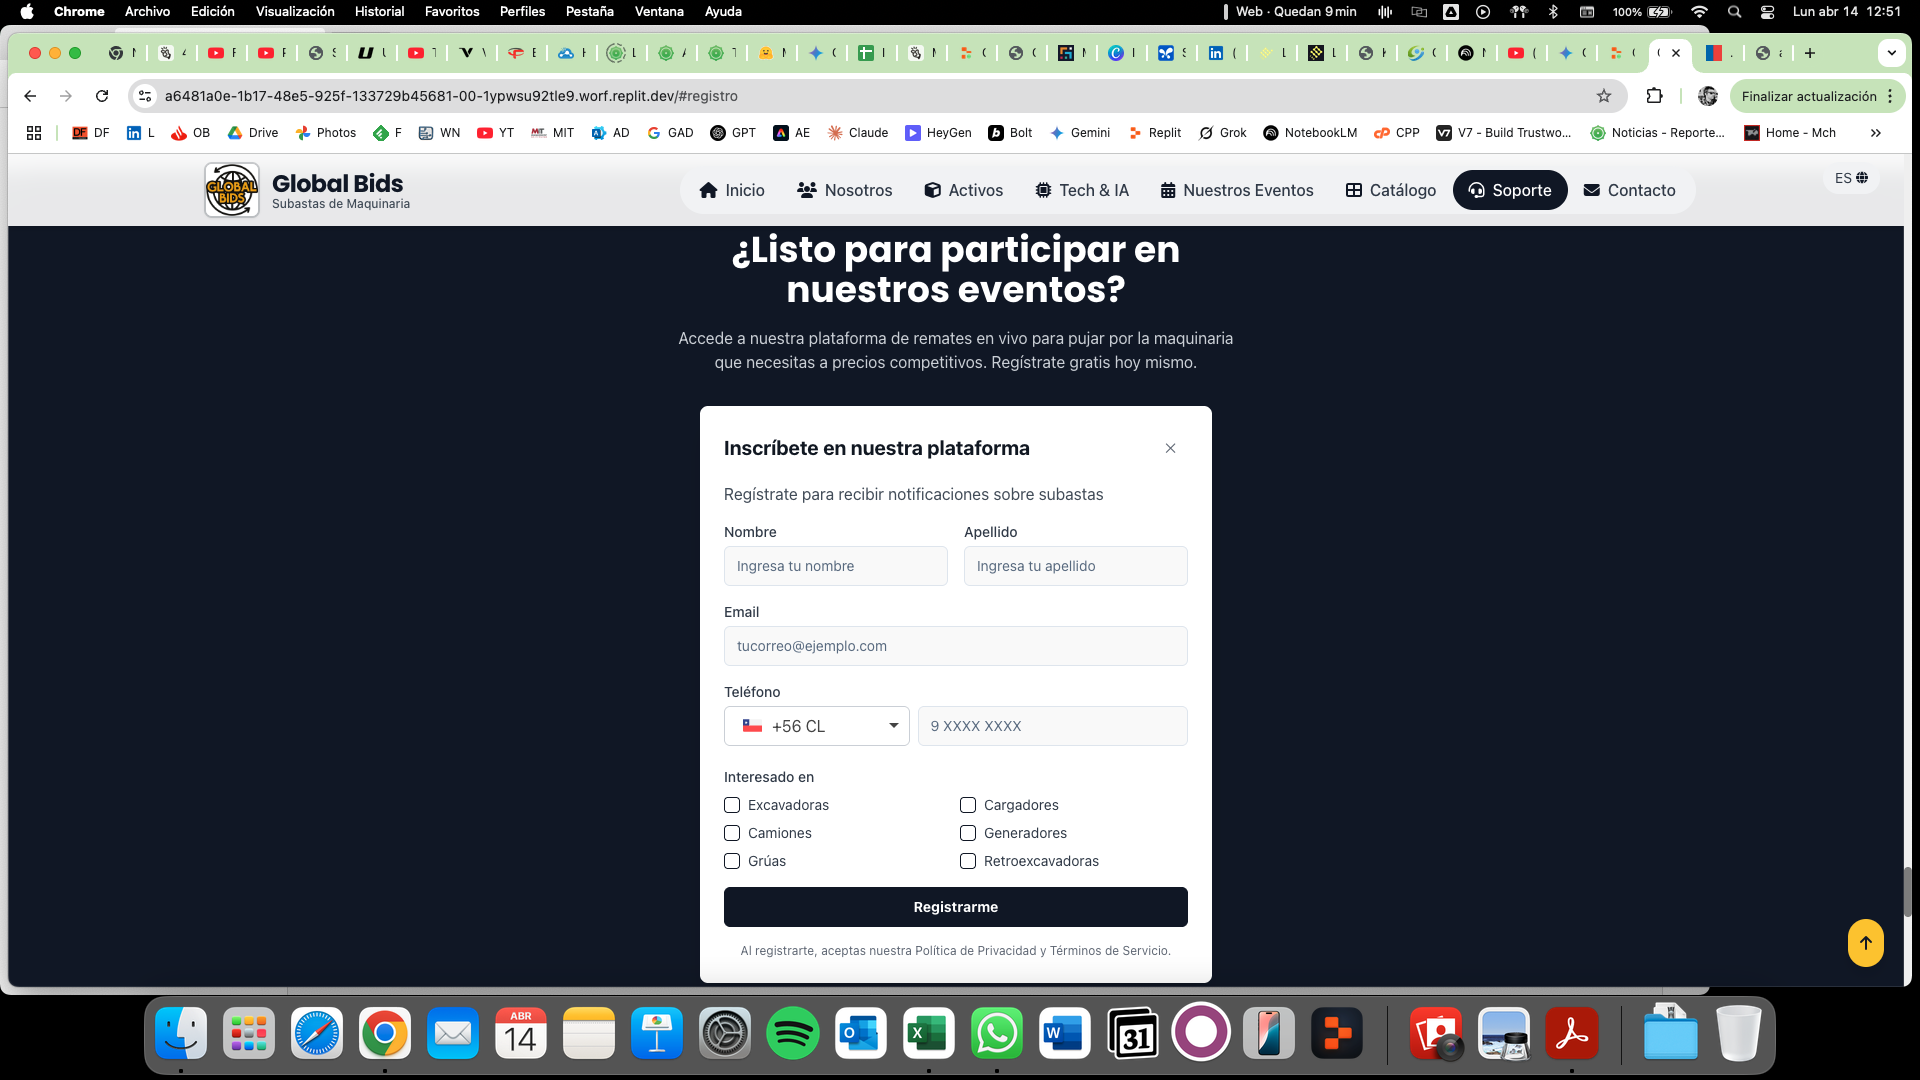 Chrome Archivo Edición Visualización Historial Favoritos Perfiles Pestaña Ventana Ayuda
Web · Quedan 9 min 100% Lun abr 14 12:51
a6481a0e-1b17-48e5-925f-133729b45681-00-1ypwsu92tle9.worf.replit.dev/#registro
Finalizar actualización
DF L OB Drive Photos F WN YT MIT AD GAD GPT AE Claude HeyGen Bolt Gemini Replit Grok NotebookLM CPP V7 - Build Trustwo... Noticias - Reporte... Home - Mch
GLOBAL BIDS
Global Bids
Subastas de Maquinaria
Inicio Nosotros Activos Tech & IA Nuestros Eventos Catálogo Soporte Contacto
ES
¿Listo para participar en
nuestros eventos?
Accede a nuestra plataforma de remates en vivo para pujar por la maquinaria
que necesitas a precios competitivos. Regístrate gratis hoy mismo.
Inscríbete en nuestra plataforma
Regístrate para recibir notificaciones sobre subastas
Nombre Apellido
Ingresa tu nombre Ingresa tu apellido
Email
tucorreo@ejemplo.com
Teléfono
+56 CL 9 XXXX XXXX
Interesado en
Excavadoras Cargadores
Camiones Generadores
Grúas Retroexcavadoras
Registrarme
Al registrarte, aceptas nuestra Política de Privacidad y Términos de Servicio.
ABR
14
31